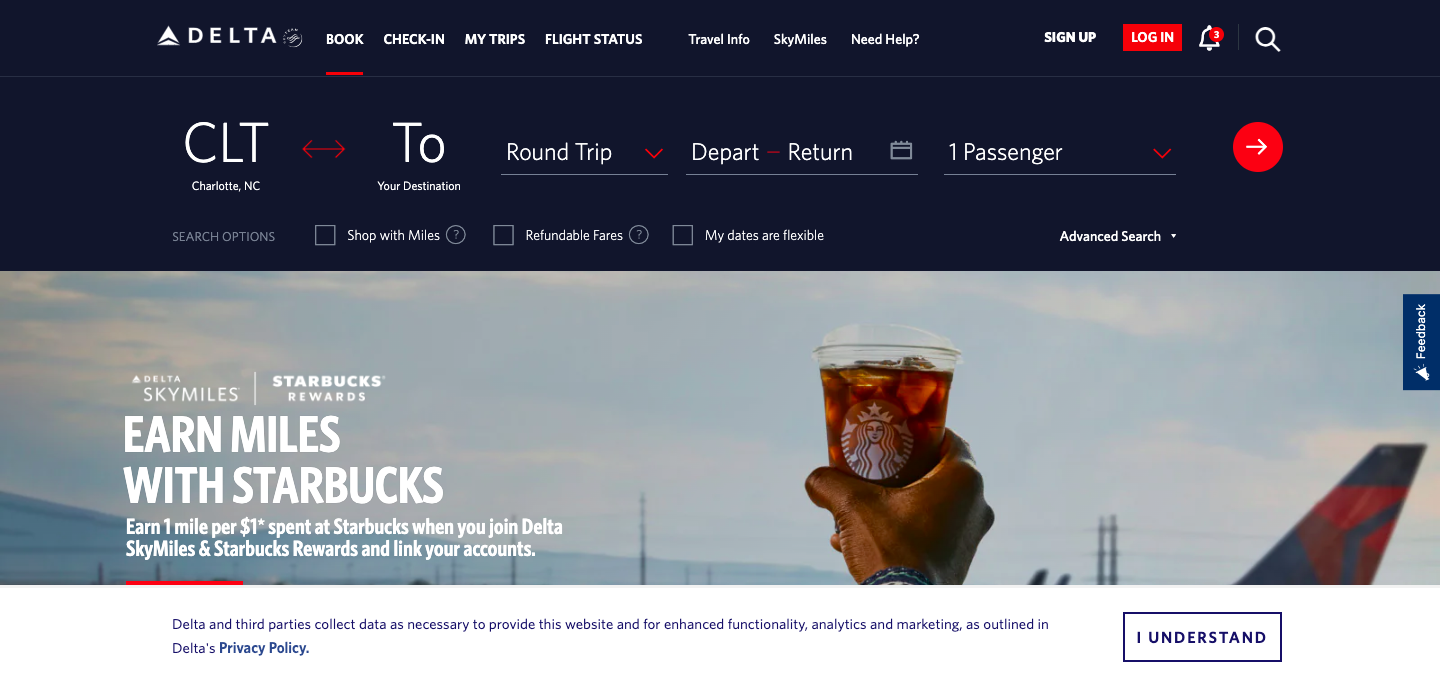 DELTA
BOOK
CHECK-IN
MY TRIPS
FLIGHT STATUS
Travel Info
SkyMiles
Need Help?
SIGN UP
LOG IN
3
CLT
Charlotte, NC
To
Your Destination
Round Trip
Depart – Return
1 Passenger
SEARCH OPTIONS
Shop with Miles ?
Refundable Fares ?
My dates are flexible
Advanced Search
Feedback
DELTA
SKYMILES
STARBUCKS®
REWARDS
EARN MILES
WITH STARBUCKS
Earn 1 mile per $1* spent at Starbucks when you join Delta
SkyMiles & Starbucks Rewards and link your accounts.
Delta and third parties collect data as necessary to provide this website and for enhanced functionality, analytics and marketing, as outlined in
Delta's Privacy Policy.
I UNDERSTAND